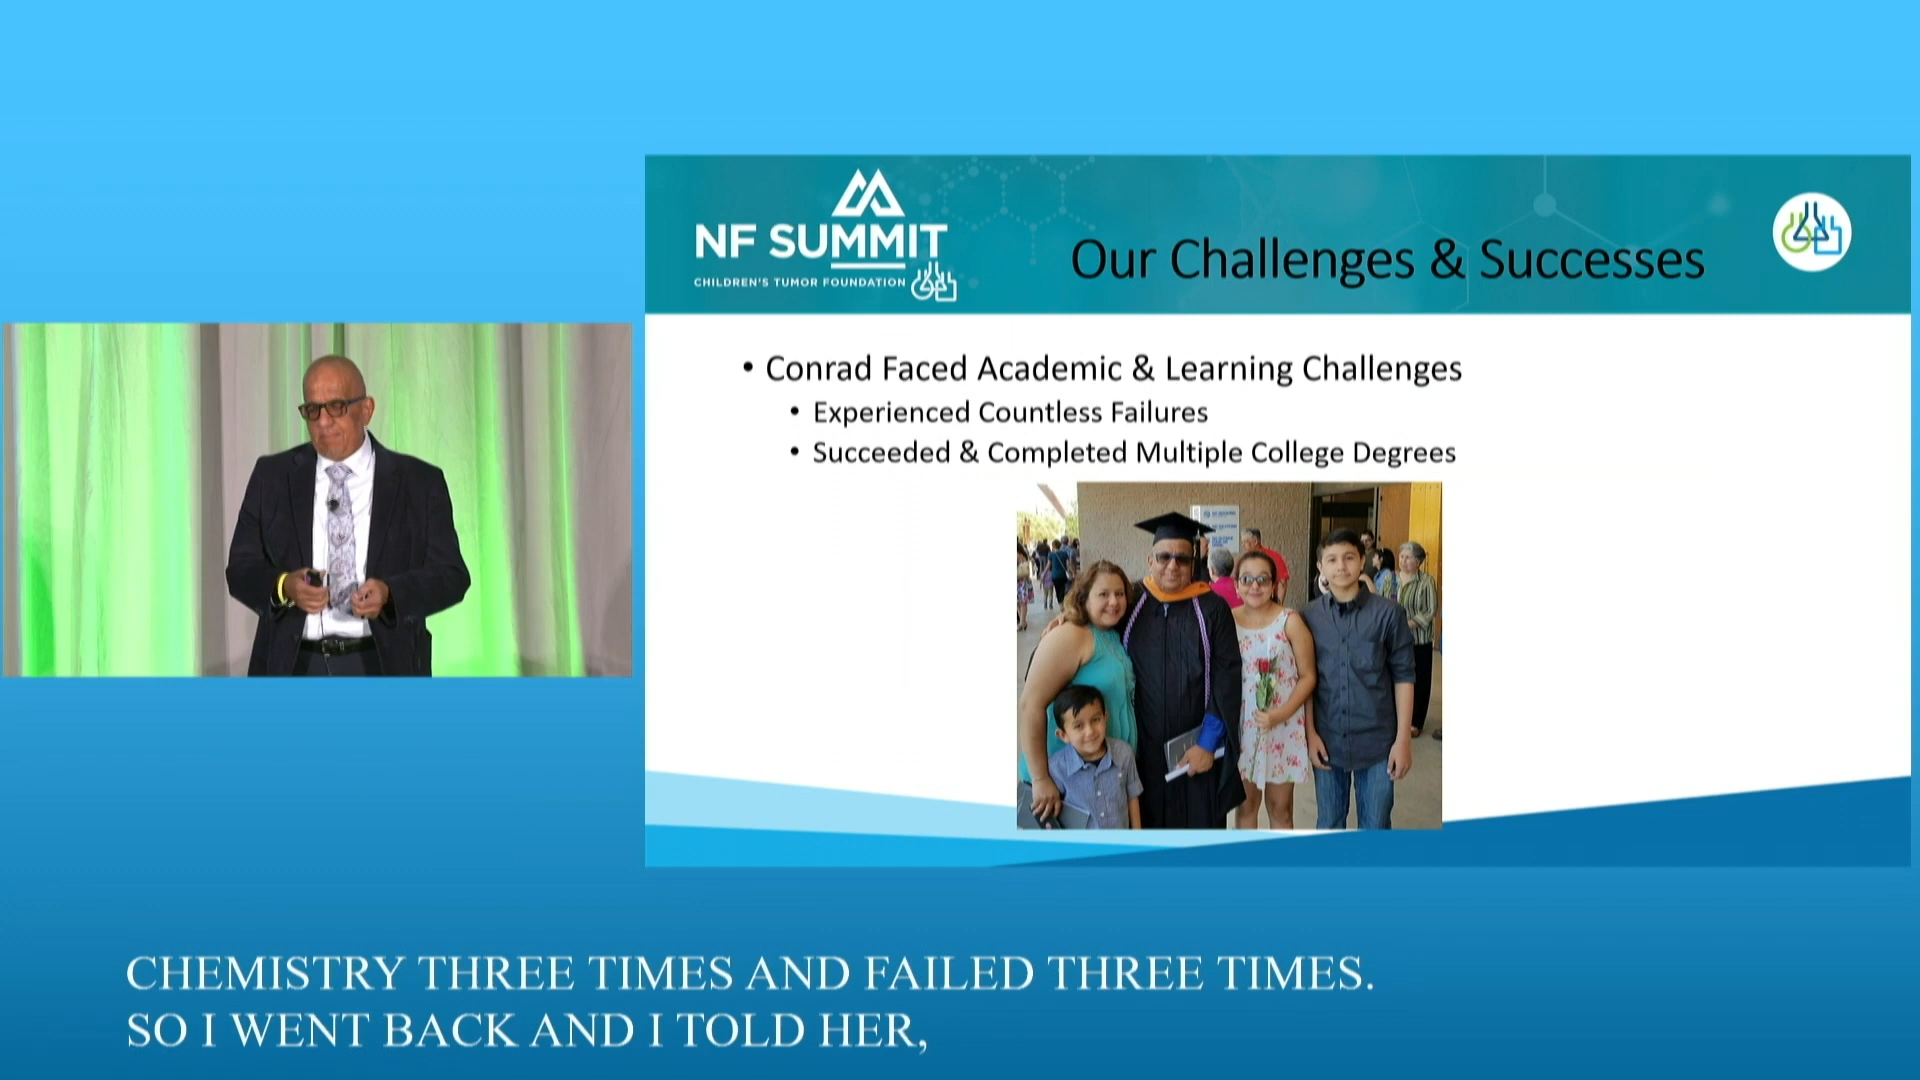 NF SUMMIT
CHILDREN'S TUMOR FOUNDATION
Our Challenges & Successes
• Conrad Faced Academic & Learning Challenges
• Experienced Countless Failures
• Succeeded & Completed Multiple College Degrees
CHEMISTRY THREE TIMES AND FAILED THREE TIMES.
SO I WENT BACK AND I TOLD HER,